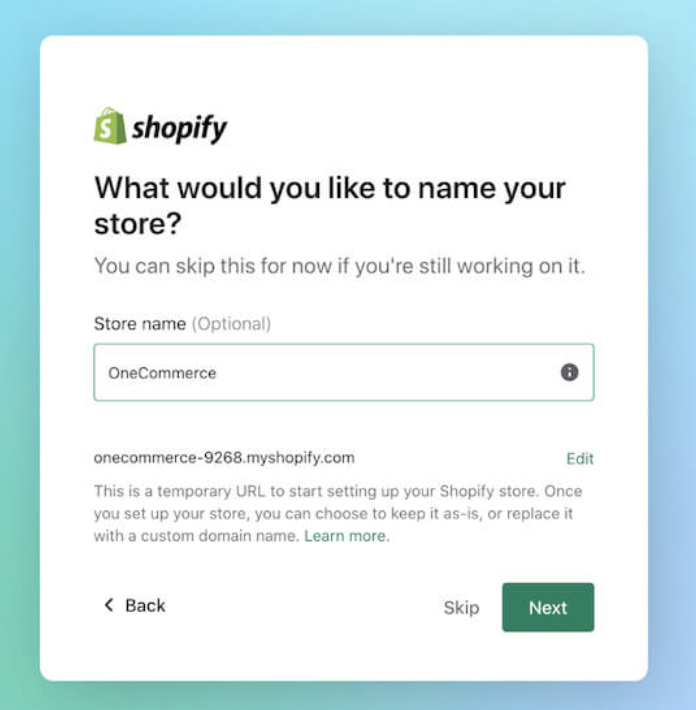 shopify
What would you like to name your
store?
You can skip this for now if you're still working on it.
Store name (Optional)
OneCommerce
onecommerce-9268.myshopify.com Edit
This is a temporary URL to start setting up your Shopify store. Once
you set up your store, you can choose to keep it as-is, or replace it
with a custom domain name. Learn more.
Back Skip Next